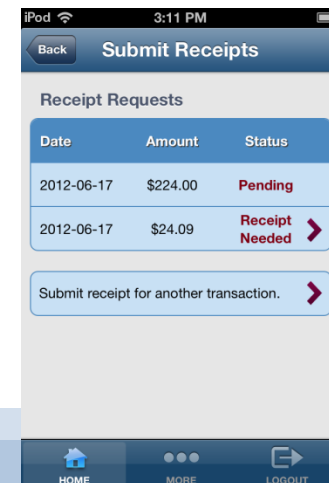 iPod 3:11 PM
Back Submit Receipts
Receipt Requests
Date Amount Status
2012-06-17 $224.00 Pending
2012-06-17 $24.09 Receipt Needed
Submit receipt for another transaction.
HOME MORE LOGOUT